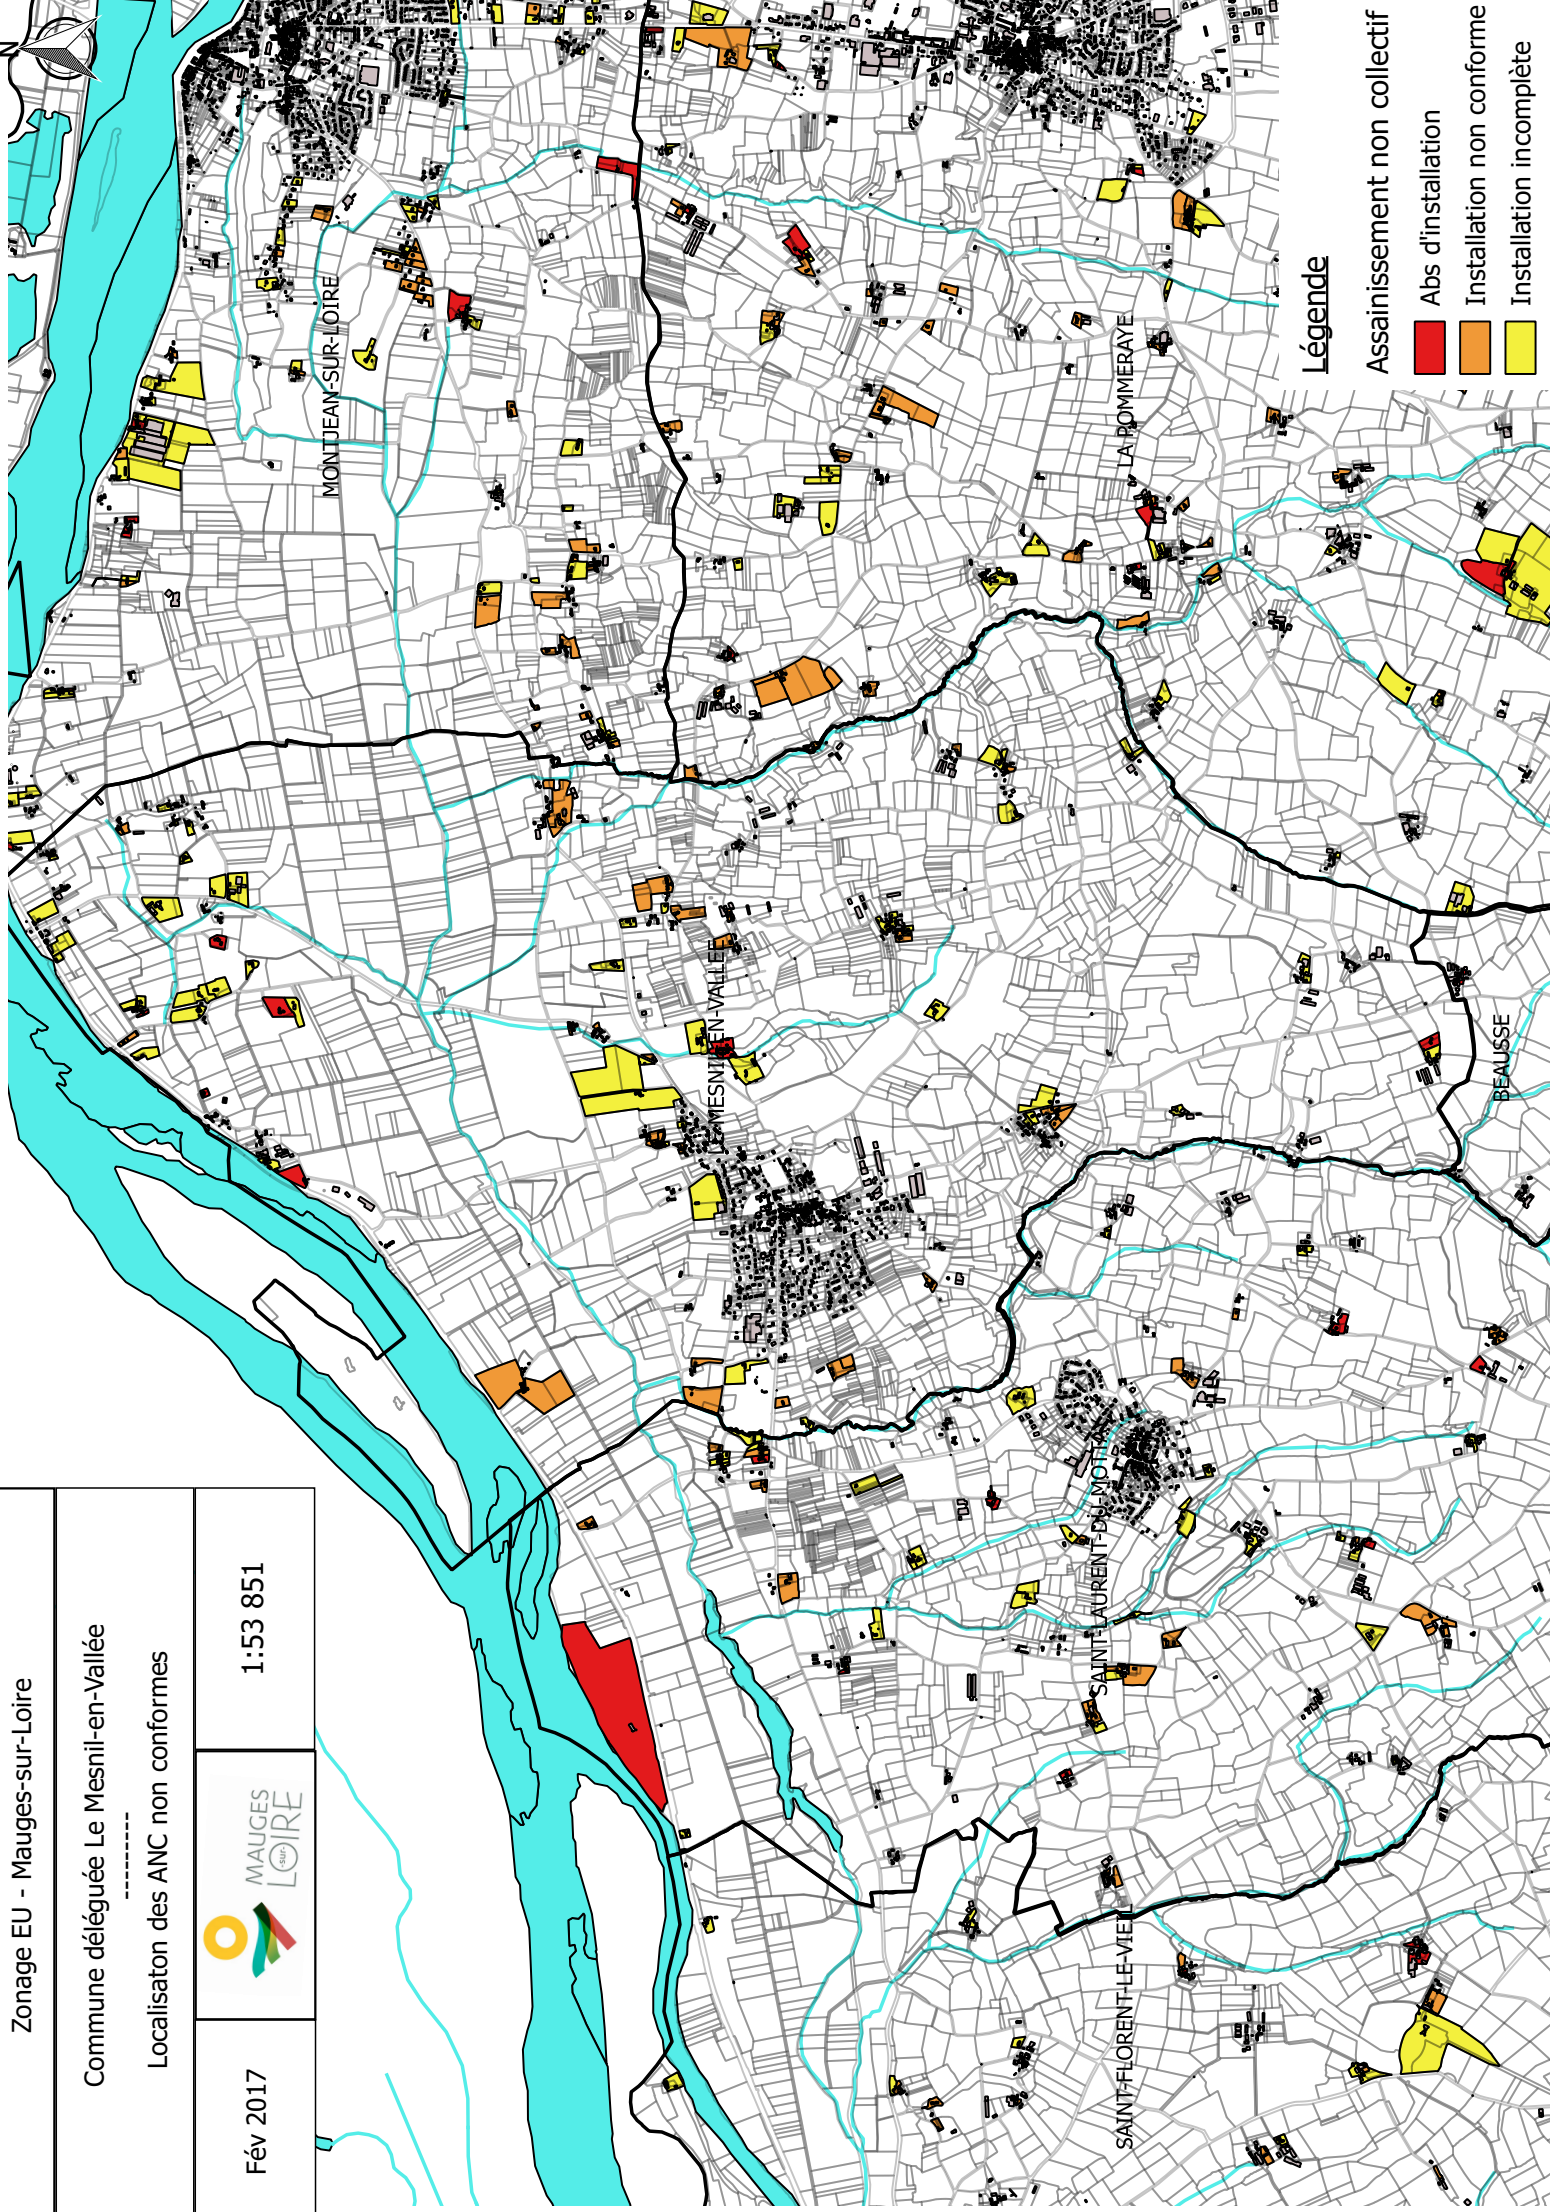 Zonage EU - Mauges-sur-Loire
Commune déléguée Le Mesnil-en-Vallée
---------
Localisaton des ANC non conformes
Fév 2017
MAUGES
-sur-
LOIRE
1:53 851
N
MONTJEAN-SUR-LOIRE
LE MESNIL-EN-VALLEE
LA POMMERAYE
SAINT-LAURENT-DU-MOTTAY
SAINT-FLORENT-LE-VIEIL
BEAUSSE
Légende
Assainissement non collectif
Abs d'installation
Installation non conforme
Installation incomplète